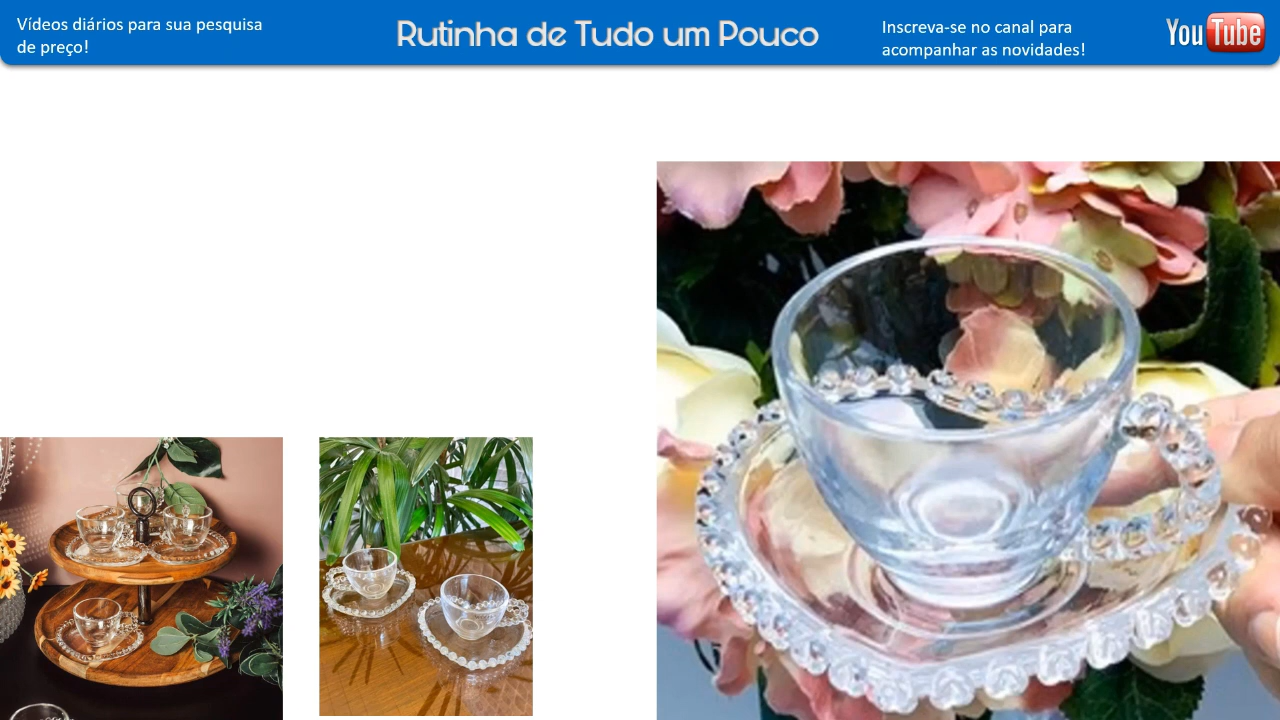 Vídeos diários para sua pesquisa
de preço!
Rutinha de Tudo um Pouco
Inscreva-se no canal para
acompanhar as novidades!
YouTube